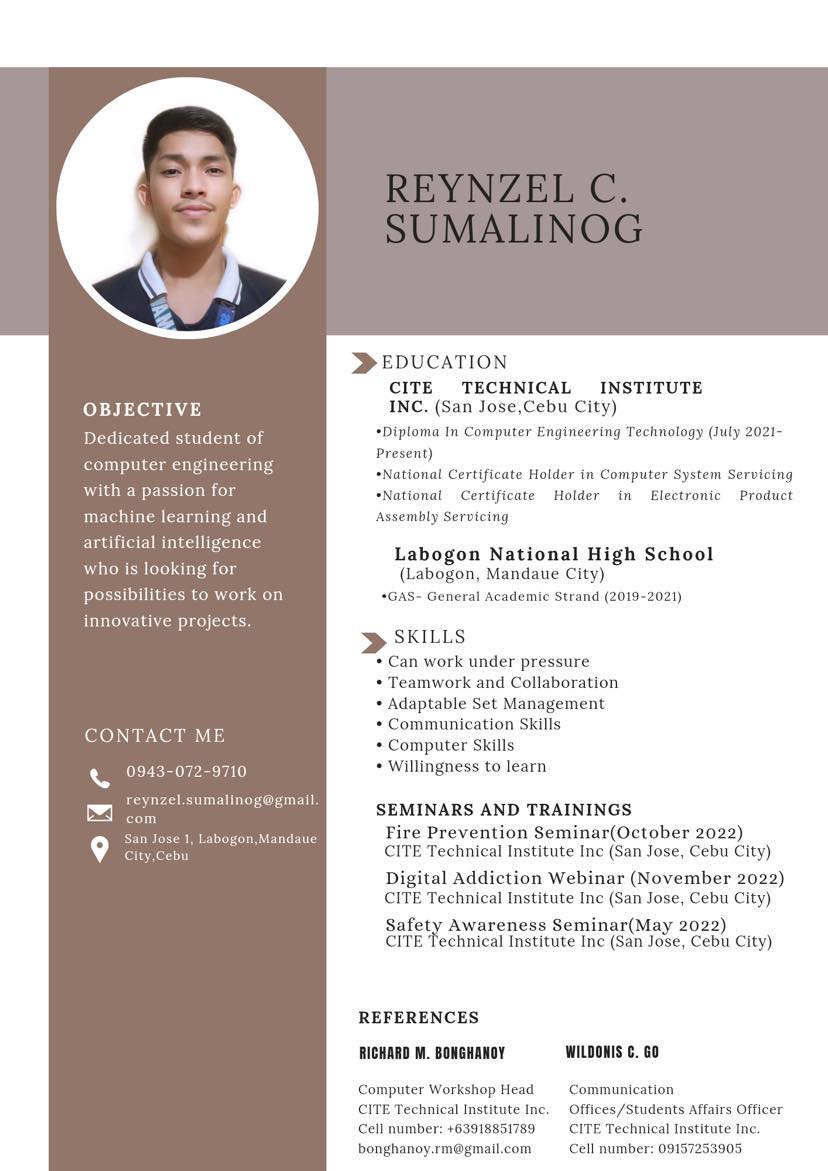 REYNZEL C.
SUMALINOG
OBJECTIVE
Dedicated student of
computer engineering
with a passion for
machine learning and
artificial intelligence
who is looking for
possibilities to work on
innovative projects.
CONTACT ME
0943-072-9710
reynzel.sumalinog@gmail.
com
San Jose 1, Labogon,Mandaue
City,Cebu
EDUCATION
CITE TECHNICAL INSTITUTE
INC. (San Jose,Cebu City)
•Diploma In Computer Engineering Technology (July 2021-
Present)
•National Certificate Holder in Computer System Servicing
•National Certificate Holder in Electronic Product
Assembly Servicing
Labogon National High School
(Labogon, Mandaue City)
•GAS- General Academic Strand (2019-2021)
SKILLS
• Can work under pressure
• Teamwork and Collaboration
• Adaptable Set Management
• Communication Skills
• Computer Skills
• Willingness to learn
SEMINARS AND TRAININGS
Fire Prevention Seminar(October 2022)
CITE Technical Institute Inc (San Jose, Cebu City)
Digital Addiction Webinar (November 2022)
CITE Technical Institute Inc (San Jose, Cebu City)
Safety Awareness Seminar(May 2022)
CITE Technical Institute Inc (San Jose, Cebu City)
REFERENCES
RICHARD M. BONGHANOY
Computer Workshop Head
CITE Technical Institute Inc.
Cell number: +63918851789
bonghanoy.rm@gmail.com
WILDONIS C. GO
Communication
Offices/Students Affairs Officer
CITE Technical Institute Inc.
Cell number: 09157253905